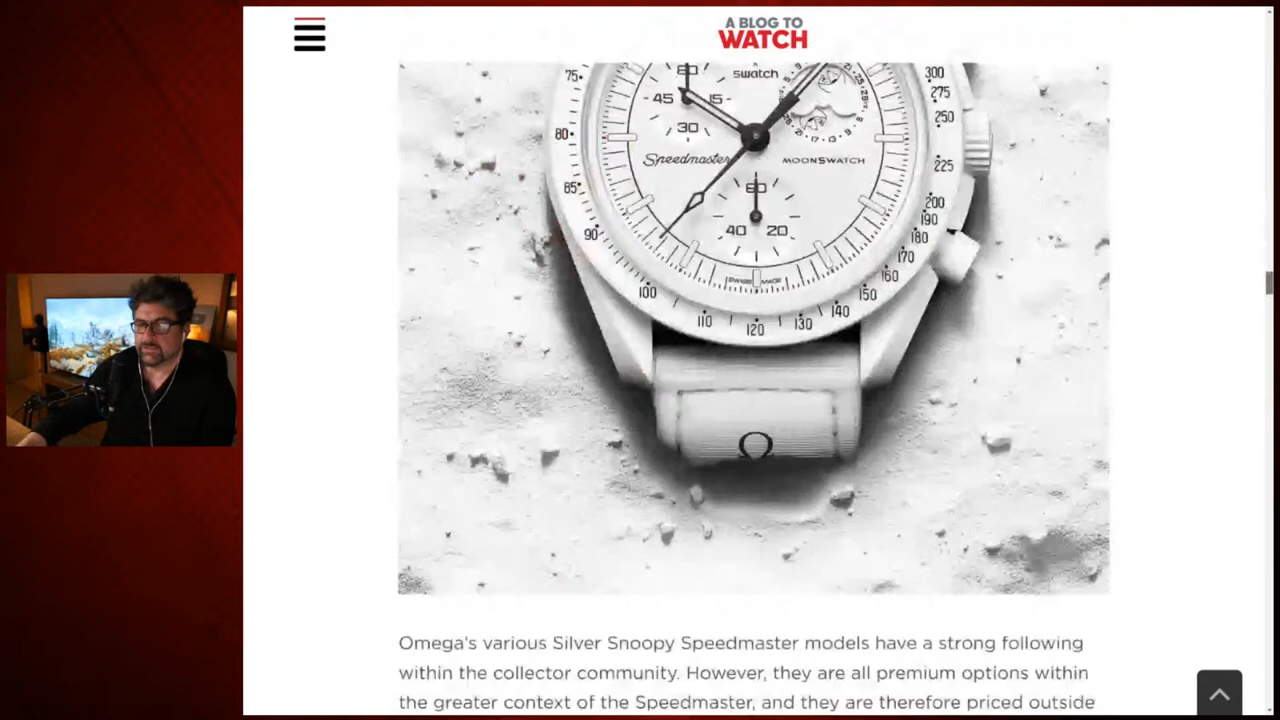 A BLOG TO
WATCH
swatch
Speedmaster
MOONSWATCH
60
45
15
30
60
40
20
SWISS MADE
75
80
85
90
100
110
120
130
140
150
160
170
180
190
200
225
250
275
300
Ω
Omega's various Silver Snoopy Speedmaster models have a strong following
within the collector community. However, they are all premium options within
the greater context of the Speedmaster, and they are therefore priced outside